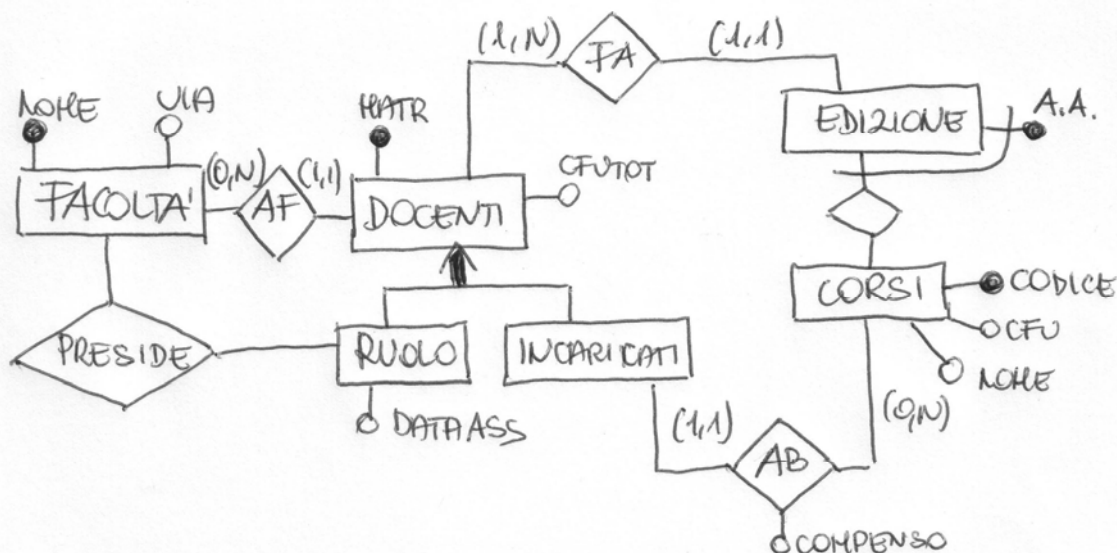 (1,N) FA (1,1)
NOME VIA MATR EDIZIONE A.A.
(0,N) (1,1) CFUTOT
FACOLTA' AF DOCENTI
CORSI CODICE
CFU
PRESIDE RUOLO INCARICATI NOME
DATAASS (1,1) (0,N)
AB
COMPENSO